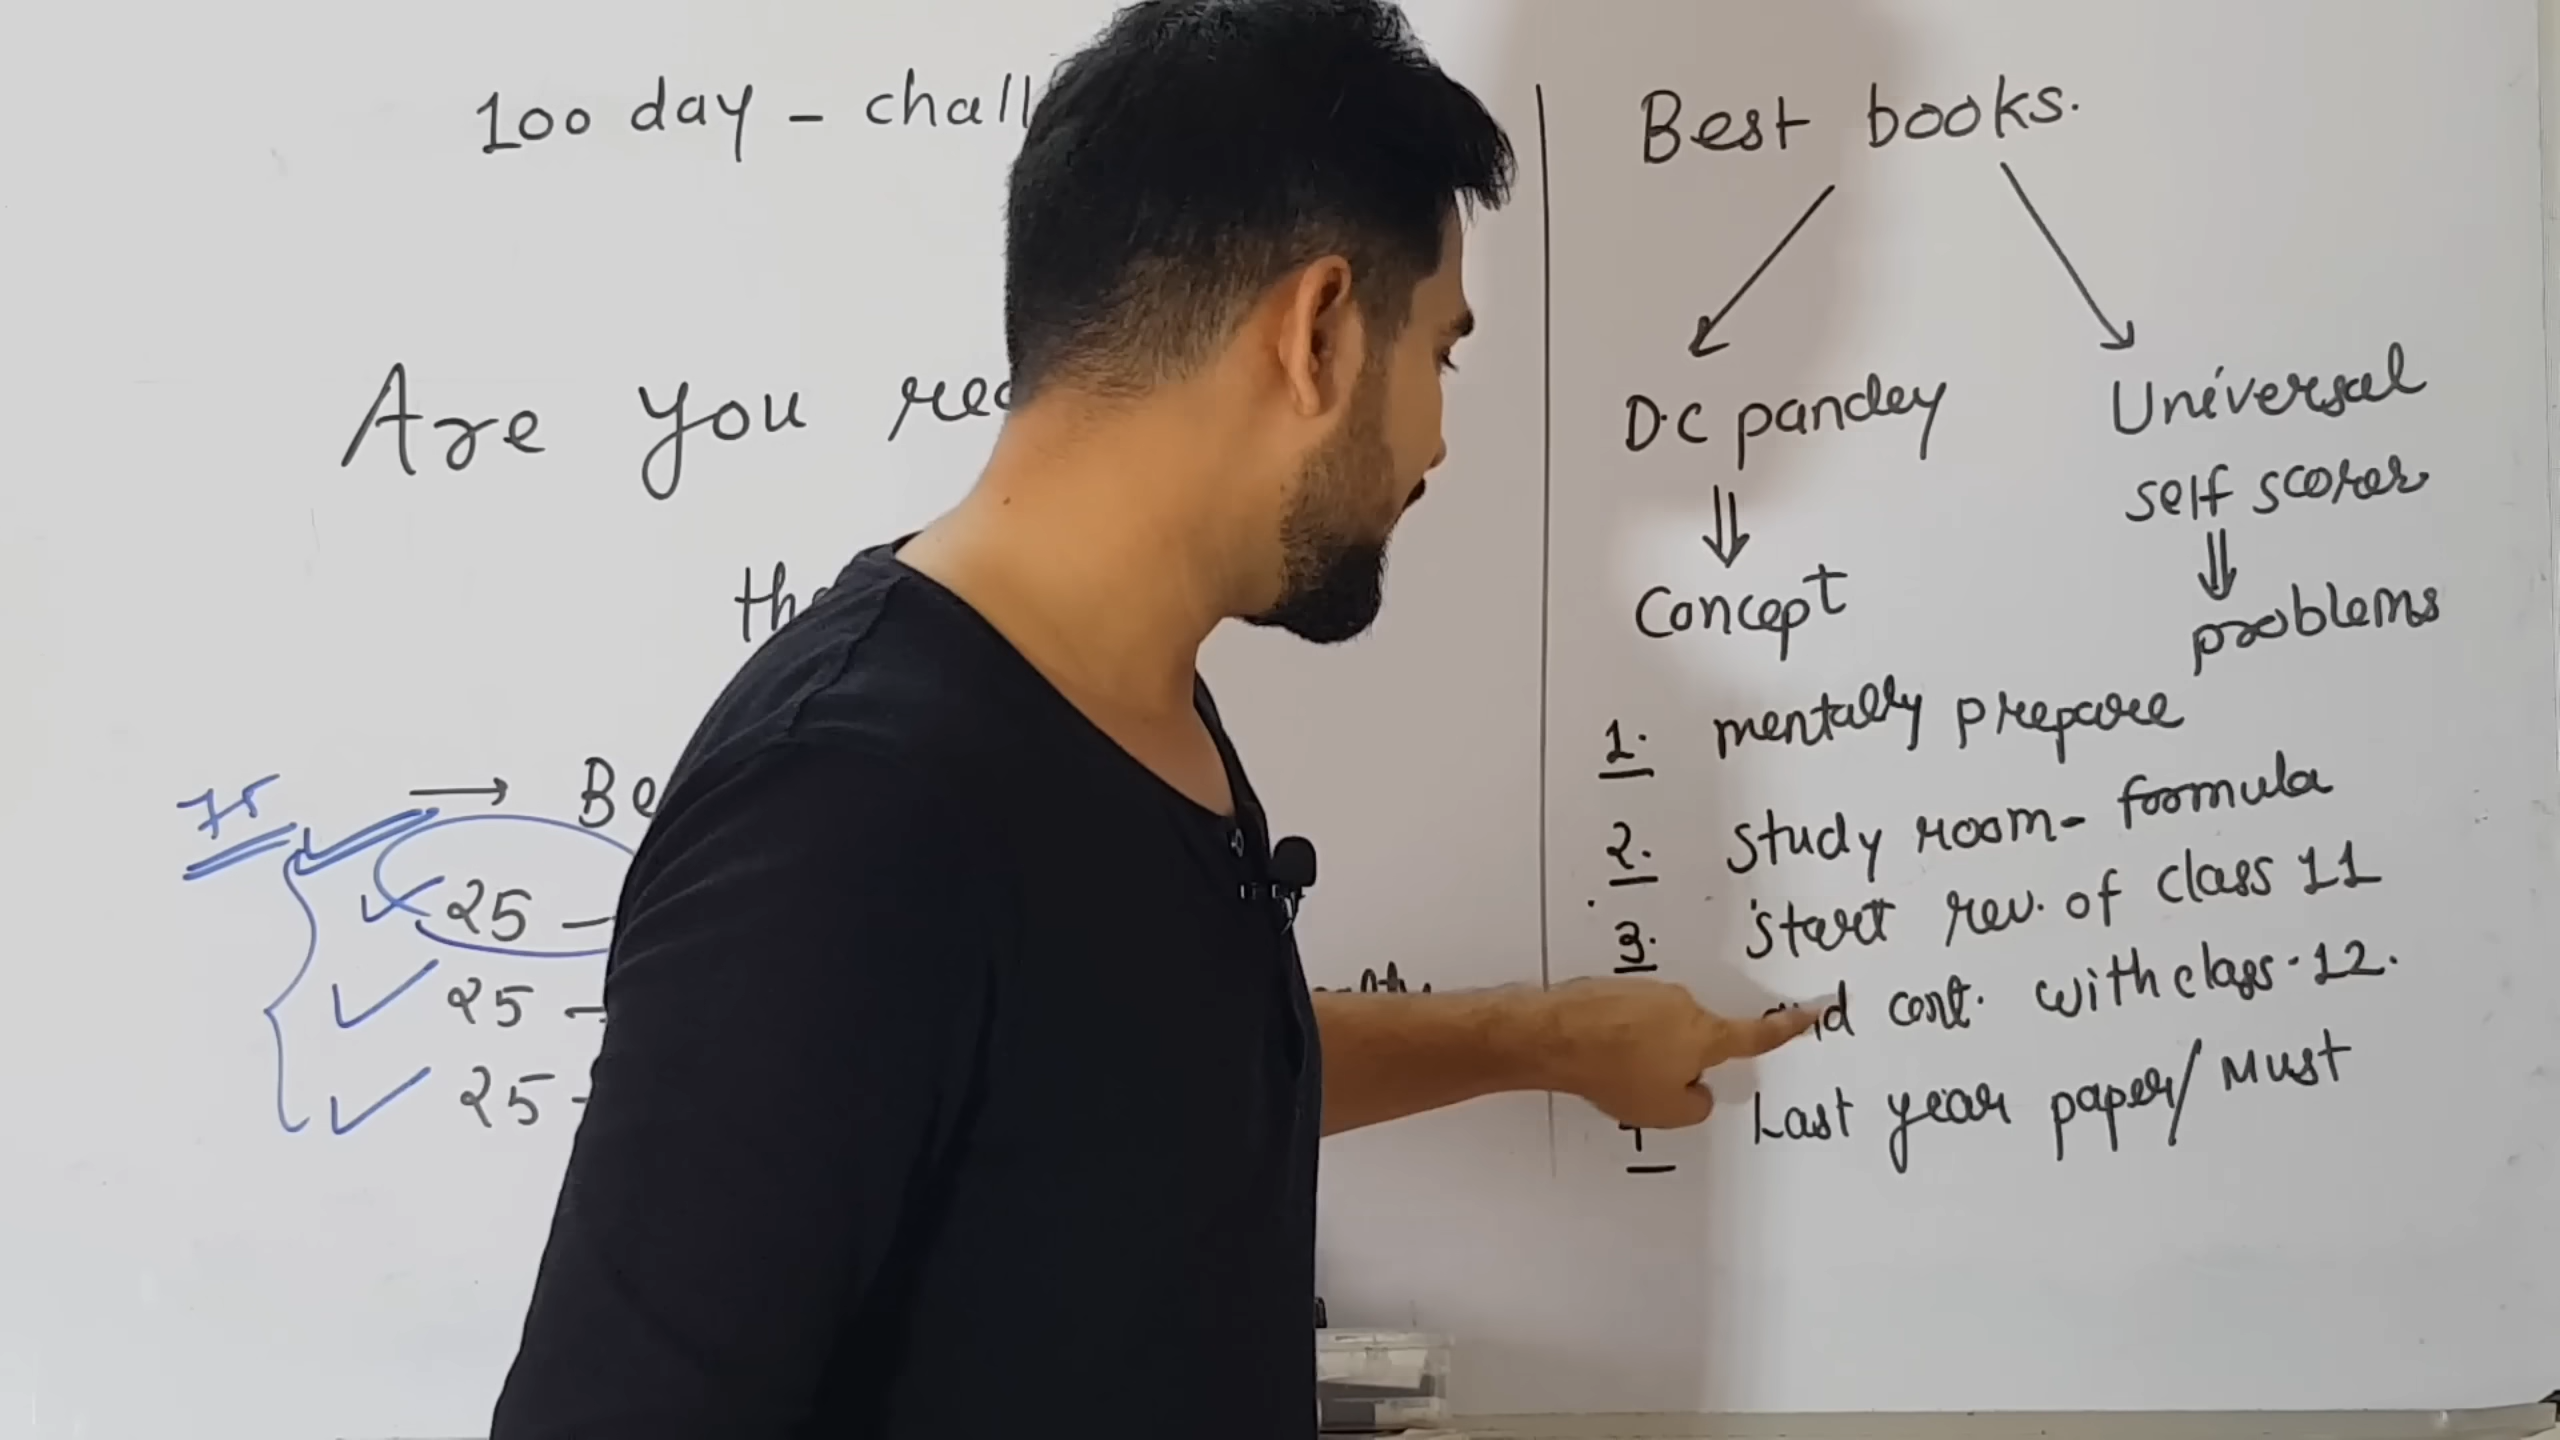 100 day - chall
Are you rea
th
75
→ Be
25 -
25 -
25 -
Best books.
D.C pandey
⇓
Concept
Universal
self scorer
⇓
problems
1. mentally prepare
2. study room - formula
3. start rev. of class 11
and cont. with class - 12.
4 Last year paper / Must